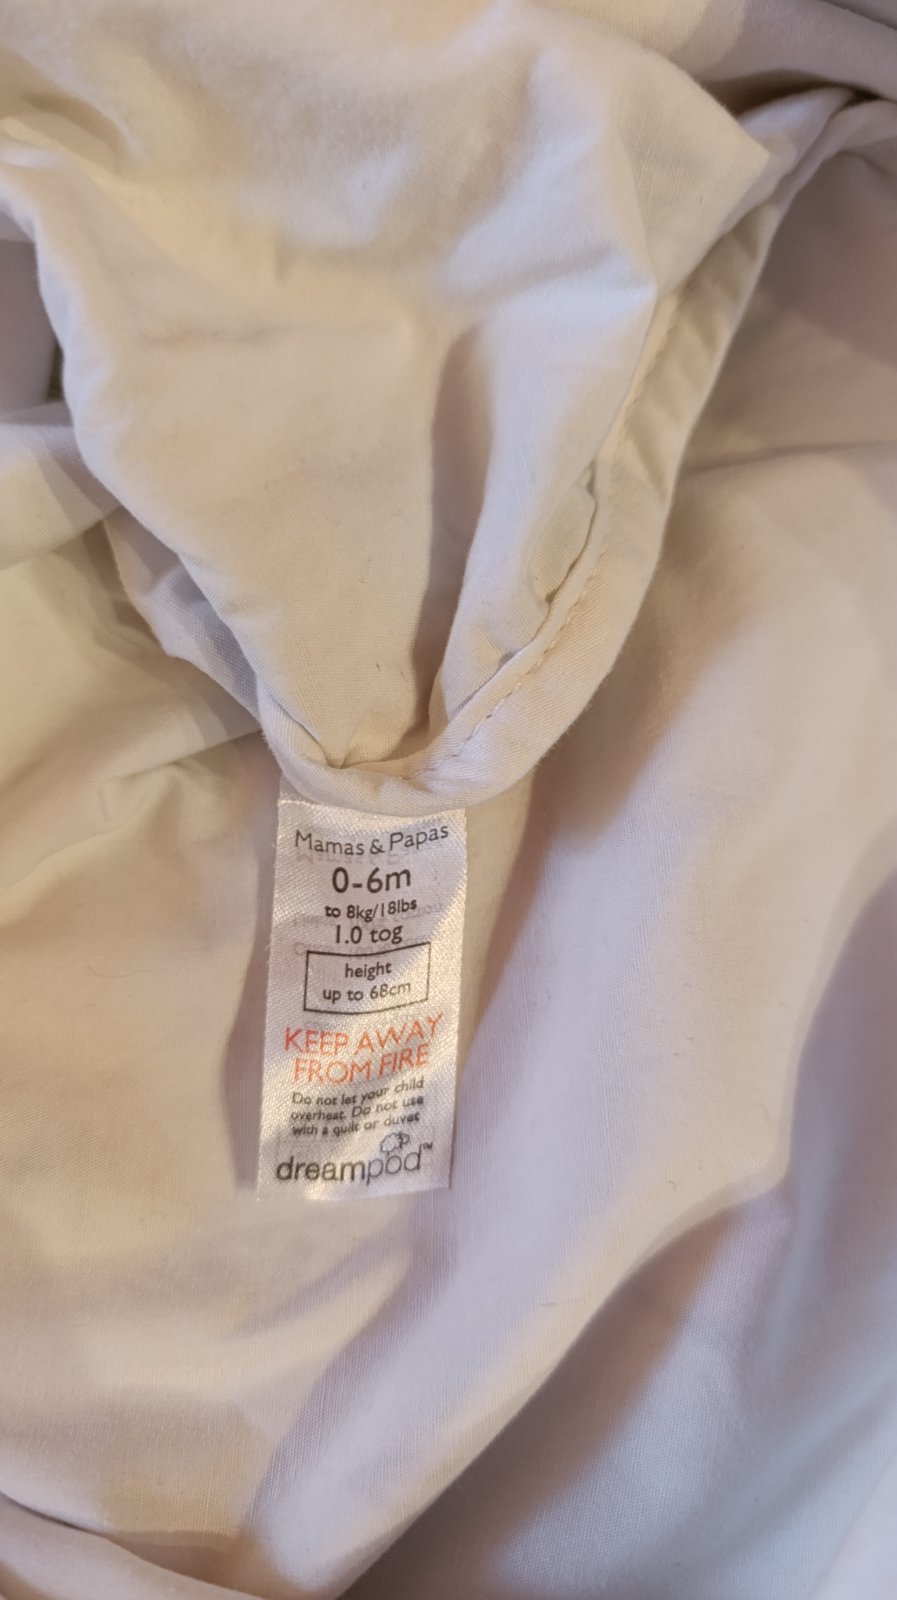 Mamas & Papas
0-6m
to 8kg/18lbs
1.0 tog
height
up to 68cm
KEEP AWAY
FROM FIRE
Do not let your child
overheat. Do not use
with a quilt or duvet
dreampod™